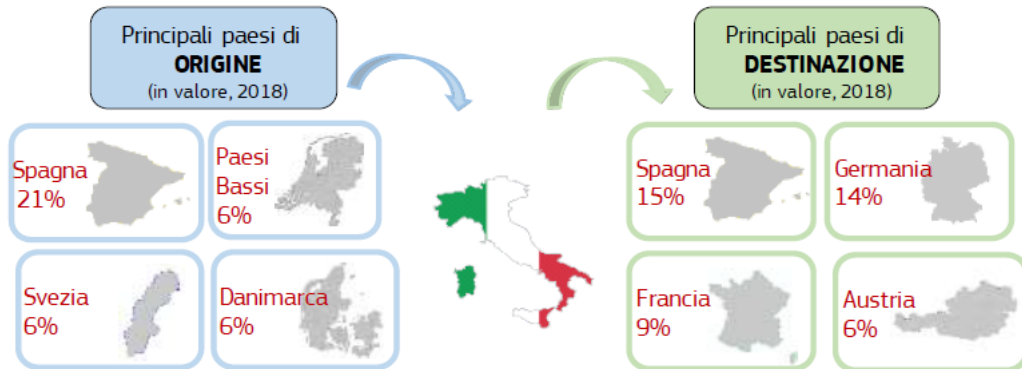 Principali paesi di
ORIGINE
(in valore, 2018)
Principali paesi di
DESTINAZIONE
(in valore, 2018)
Spagna
21%
Paesi
Bassi
6%
Spagna
15%
Germania
14%
Svezia
6%
Danimarca
6%
Francia
9%
Austria
6%